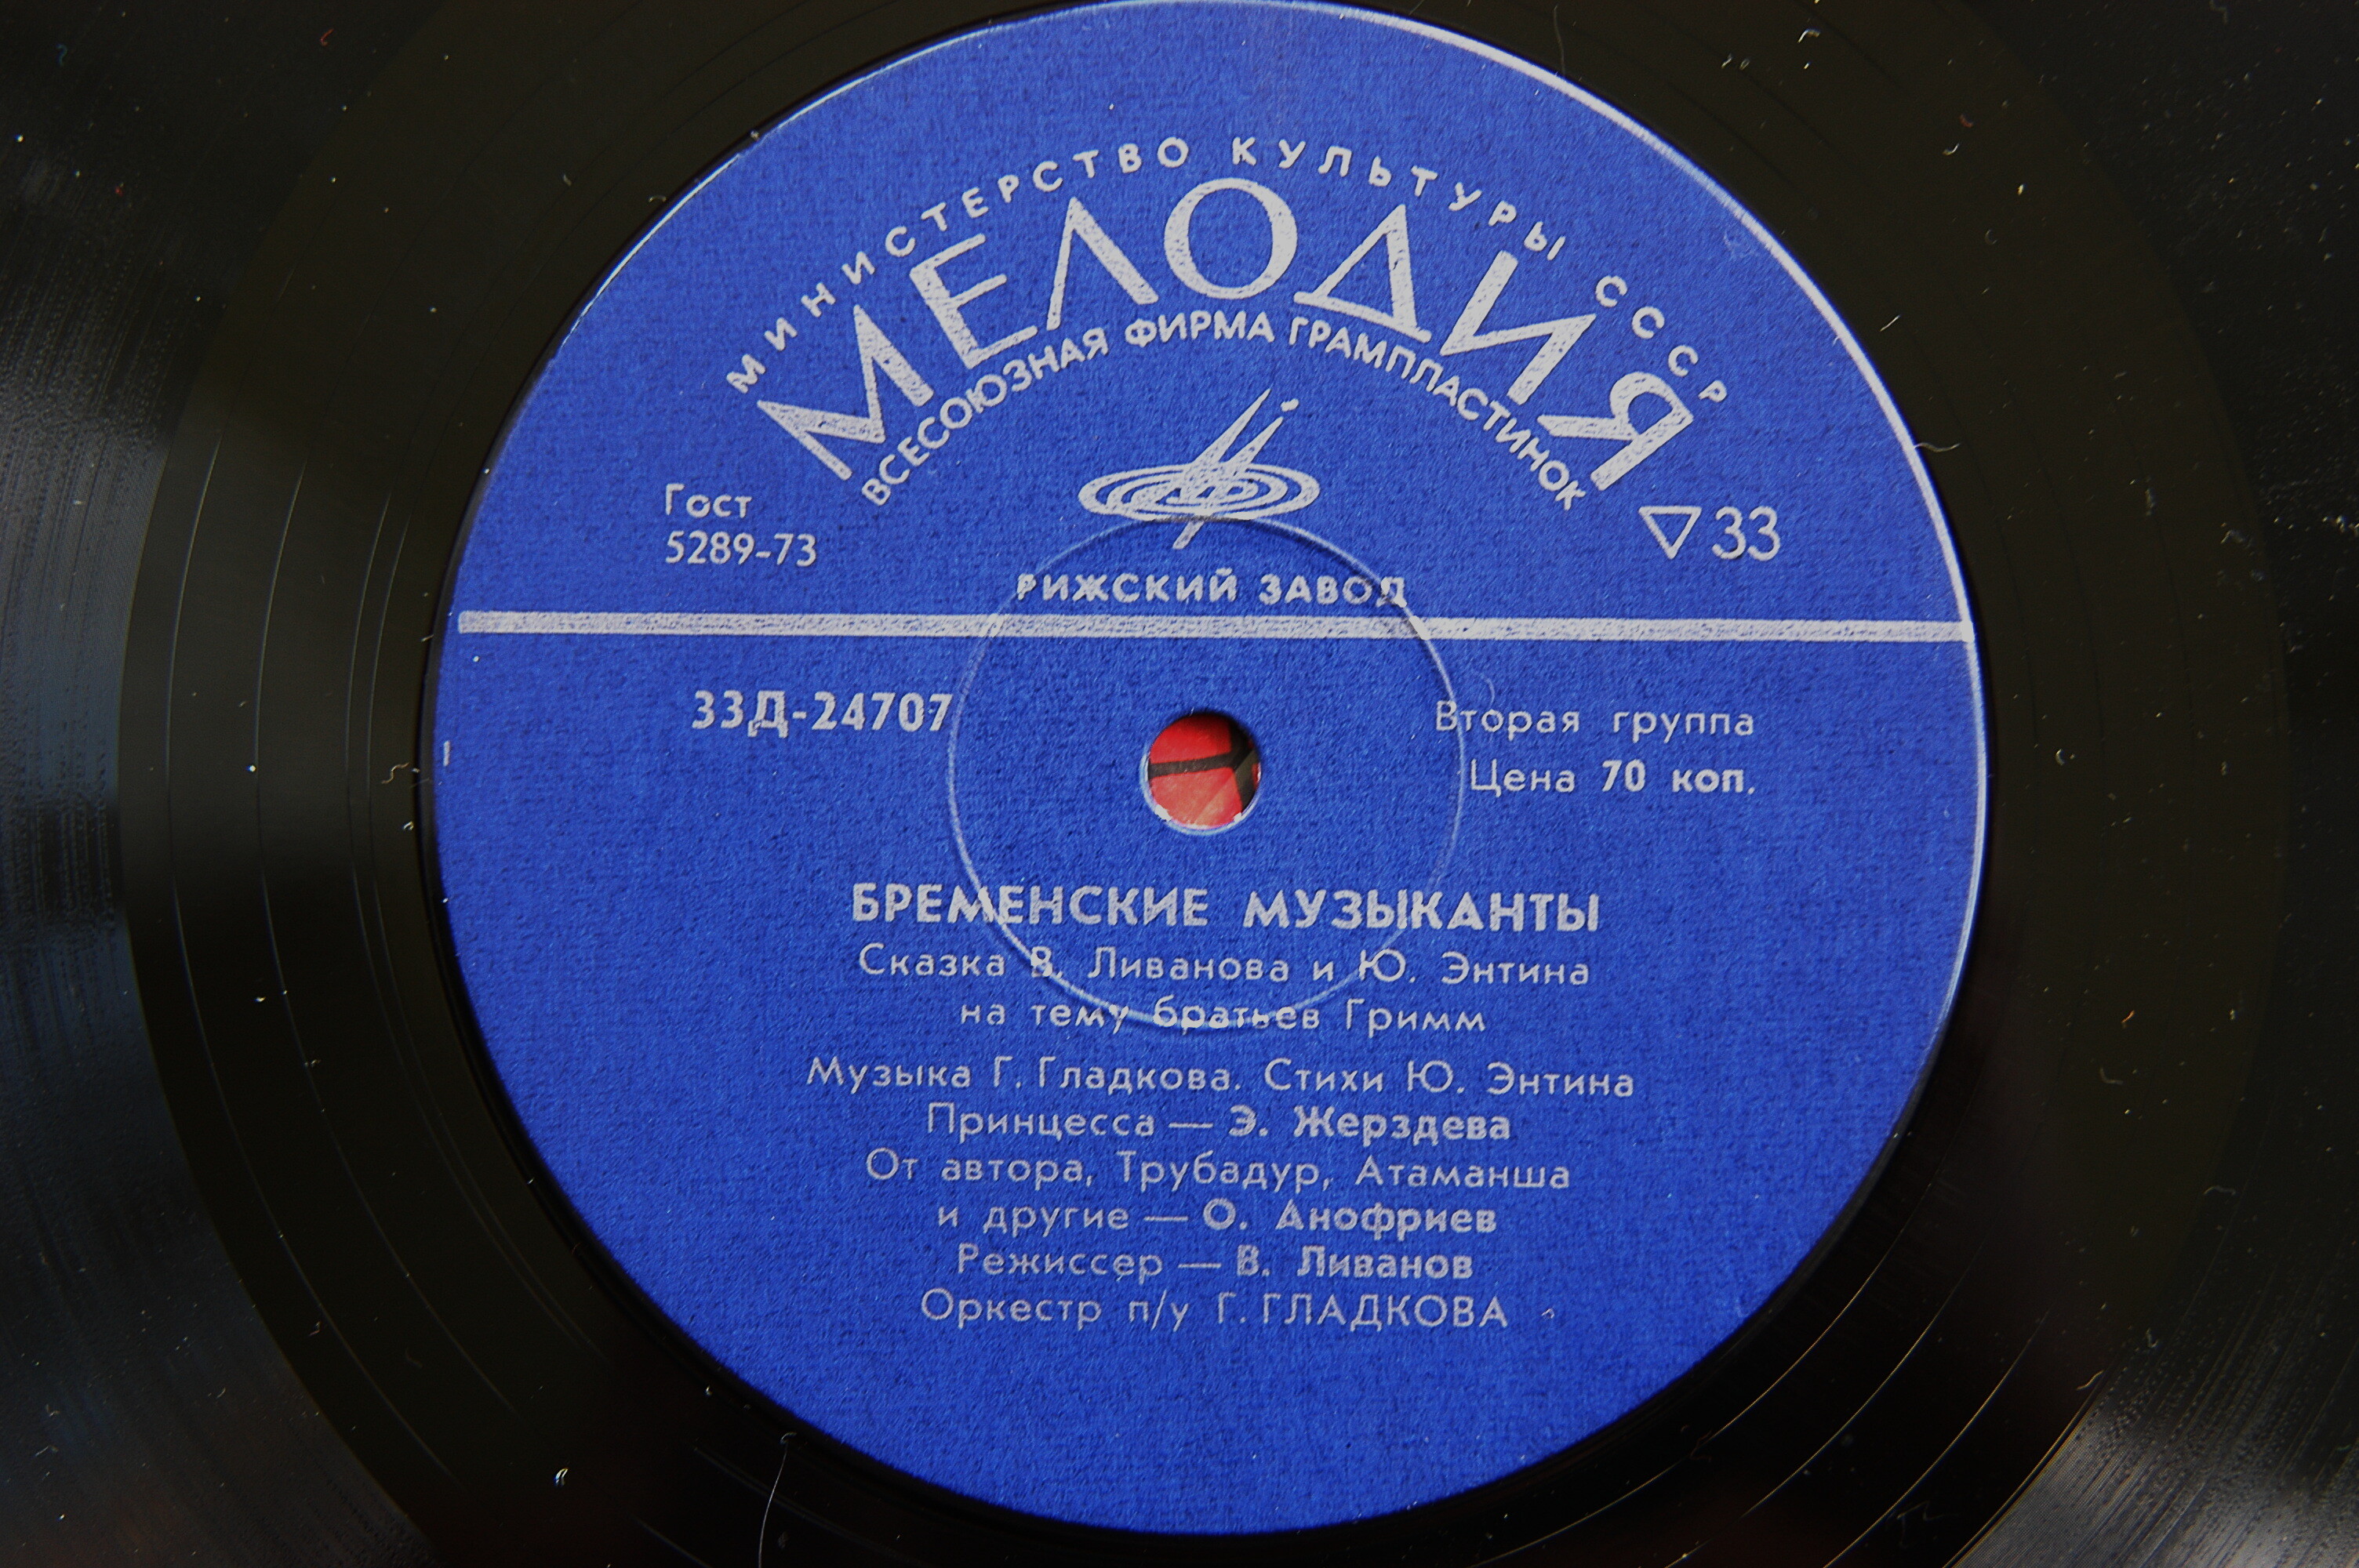 МИНИСТЕРСТВО КУЛЬТУРЫ СССР
МЕЛОДИЯ
ВСЕСОЮЗНАЯ ФИРМА ГРАМПЛАСТИНОК
Гост
5289-73
33
РИЖСКИЙ ЗАВОД
33Д-24707
Вторая группа
Цена 70 коп.
БРЕМЕНСКИЕ МУЗЫКАНТЫ
Сказка В. Ливанова и Ю. Энтина
на тему братьев Гримм
Музыка Г. Гладкова. Стихи Ю. Энтина
Принцесса — Э. Жерздева
От автора, Трубадур, Атаманша
и другие — О. Анофриев
Режиссер — В. Ливанов
Оркестр п/у Г. ГЛАДКОВА